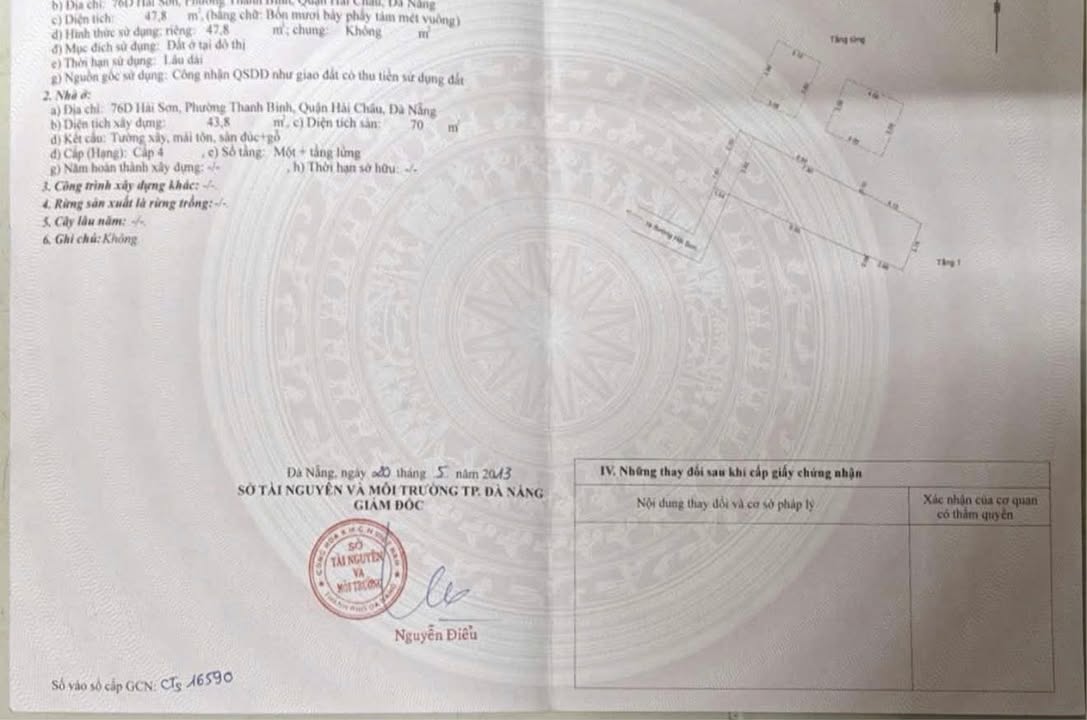 b) Địa chỉ: 76D Hải Sơn, Phường Thanh Bình, Quận Hải Châu, Đà Nẵng
c) Diện tích: 47,8 m², (bằng chữ: Bốn mươi bảy phẩy tám mét vuông)
d) Hình thức sử dụng: riêng: 47,8 m²; chung: Không m²
đ) Mục đích sử dụng: Đất ở tại đô thị
e) Thời hạn sử dụng: Lâu dài
g) Nguồn gốc sử dụng: Công nhận QSDĐ như giao đất có thu tiền sử dụng đất
2. Nhà ở:
a) Địa chỉ: 76D Hải Sơn, Phường Thanh Bình, Quận Hải Châu, Đà Nẵng
b) Diện tích xây dựng: 43,8 m², c) Diện tích sàn: 70 m²
d) Kết cấu: Tường xây, mái tôn, sàn đúc+gỗ
đ) Cấp (Hạng): Cấp 4 , e) Số tầng: Một + tầng lửng
g) Năm hoàn thành xây dựng: -/- , h) Thời hạn sở hữu: -/-
3. Công trình xây dựng khác: -/-
4. Rừng sản xuất là rừng trồng: -/-
5. Cây lâu năm: -/-
6. Ghi chú: Không
Tầng lửng
Tầng 1
ra đường Hải Sơn
Đà Nẵng, ngày 20 tháng 5 năm 2013
SỞ TÀI NGUYÊN VÀ MÔI TRƯỜNG TP. ĐÀ NẴNG
GIÁM ĐỐC
SỞ
TÀI NGUYÊN
VÀ
MÔI TRƯỜNG
THÀNH PHỐ ĐÀ NẴNG
Nguyễn Điểu
Số vào sổ cấp GCN: CTs 16590
IV. Những thay đổi sau khi cấp giấy chứng nhận
Nội dung thay đổi và cơ sở pháp lý
Xác nhận của cơ quan
có thẩm quyền